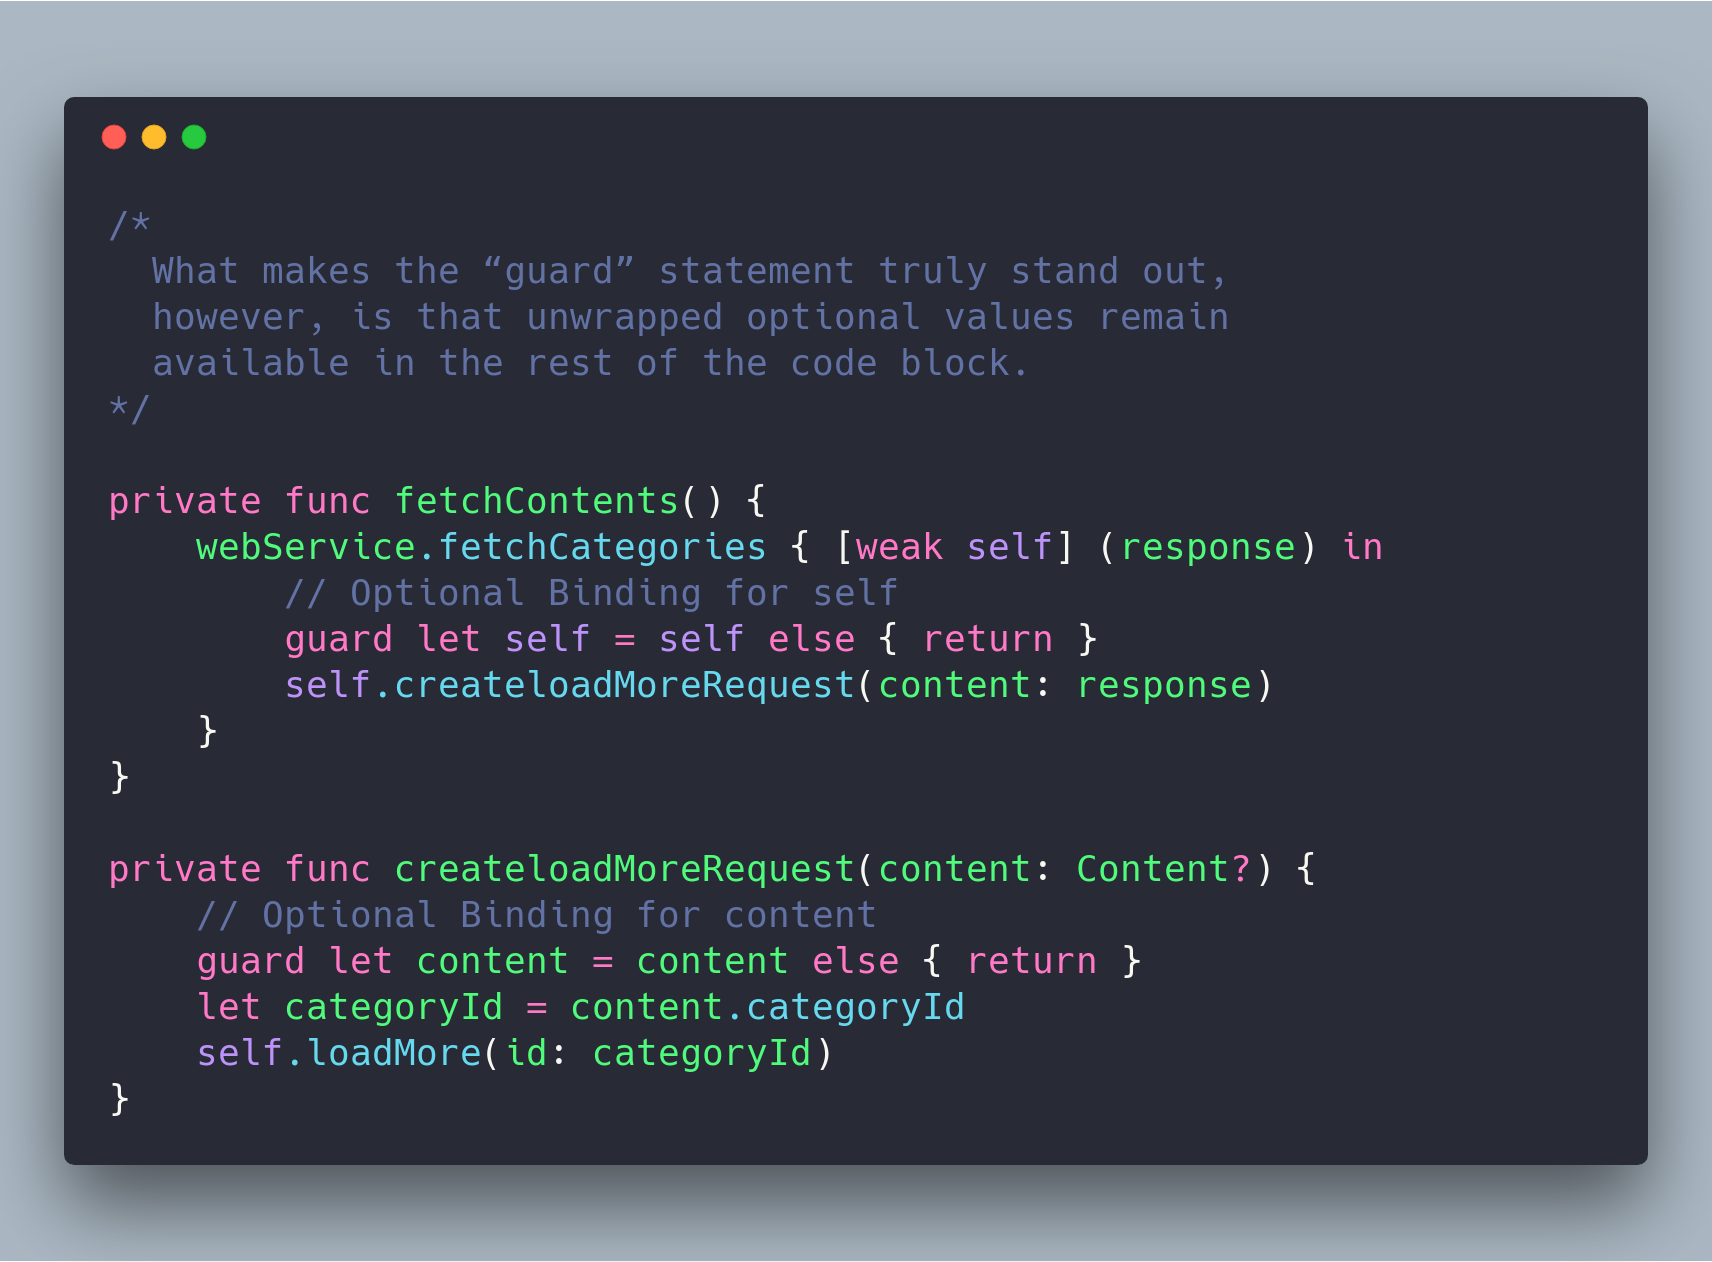 /*
  What makes the “guard” statement truly stand out,
  however, is that unwrapped optional values remain
  available in the rest of the code block.
*/

private func fetchContents() {
    webService.fetchCategories { [weak self] (response) in
        // Optional Binding for self
        guard let self = self else { return }
        self.createloadMoreRequest(content: response)
    }
}

private func createloadMoreRequest(content: Content?) {
    // Optional Binding for content
    guard let content = content else { return }
    let categoryId = content.categoryId
    self.loadMore(id: categoryId)
}